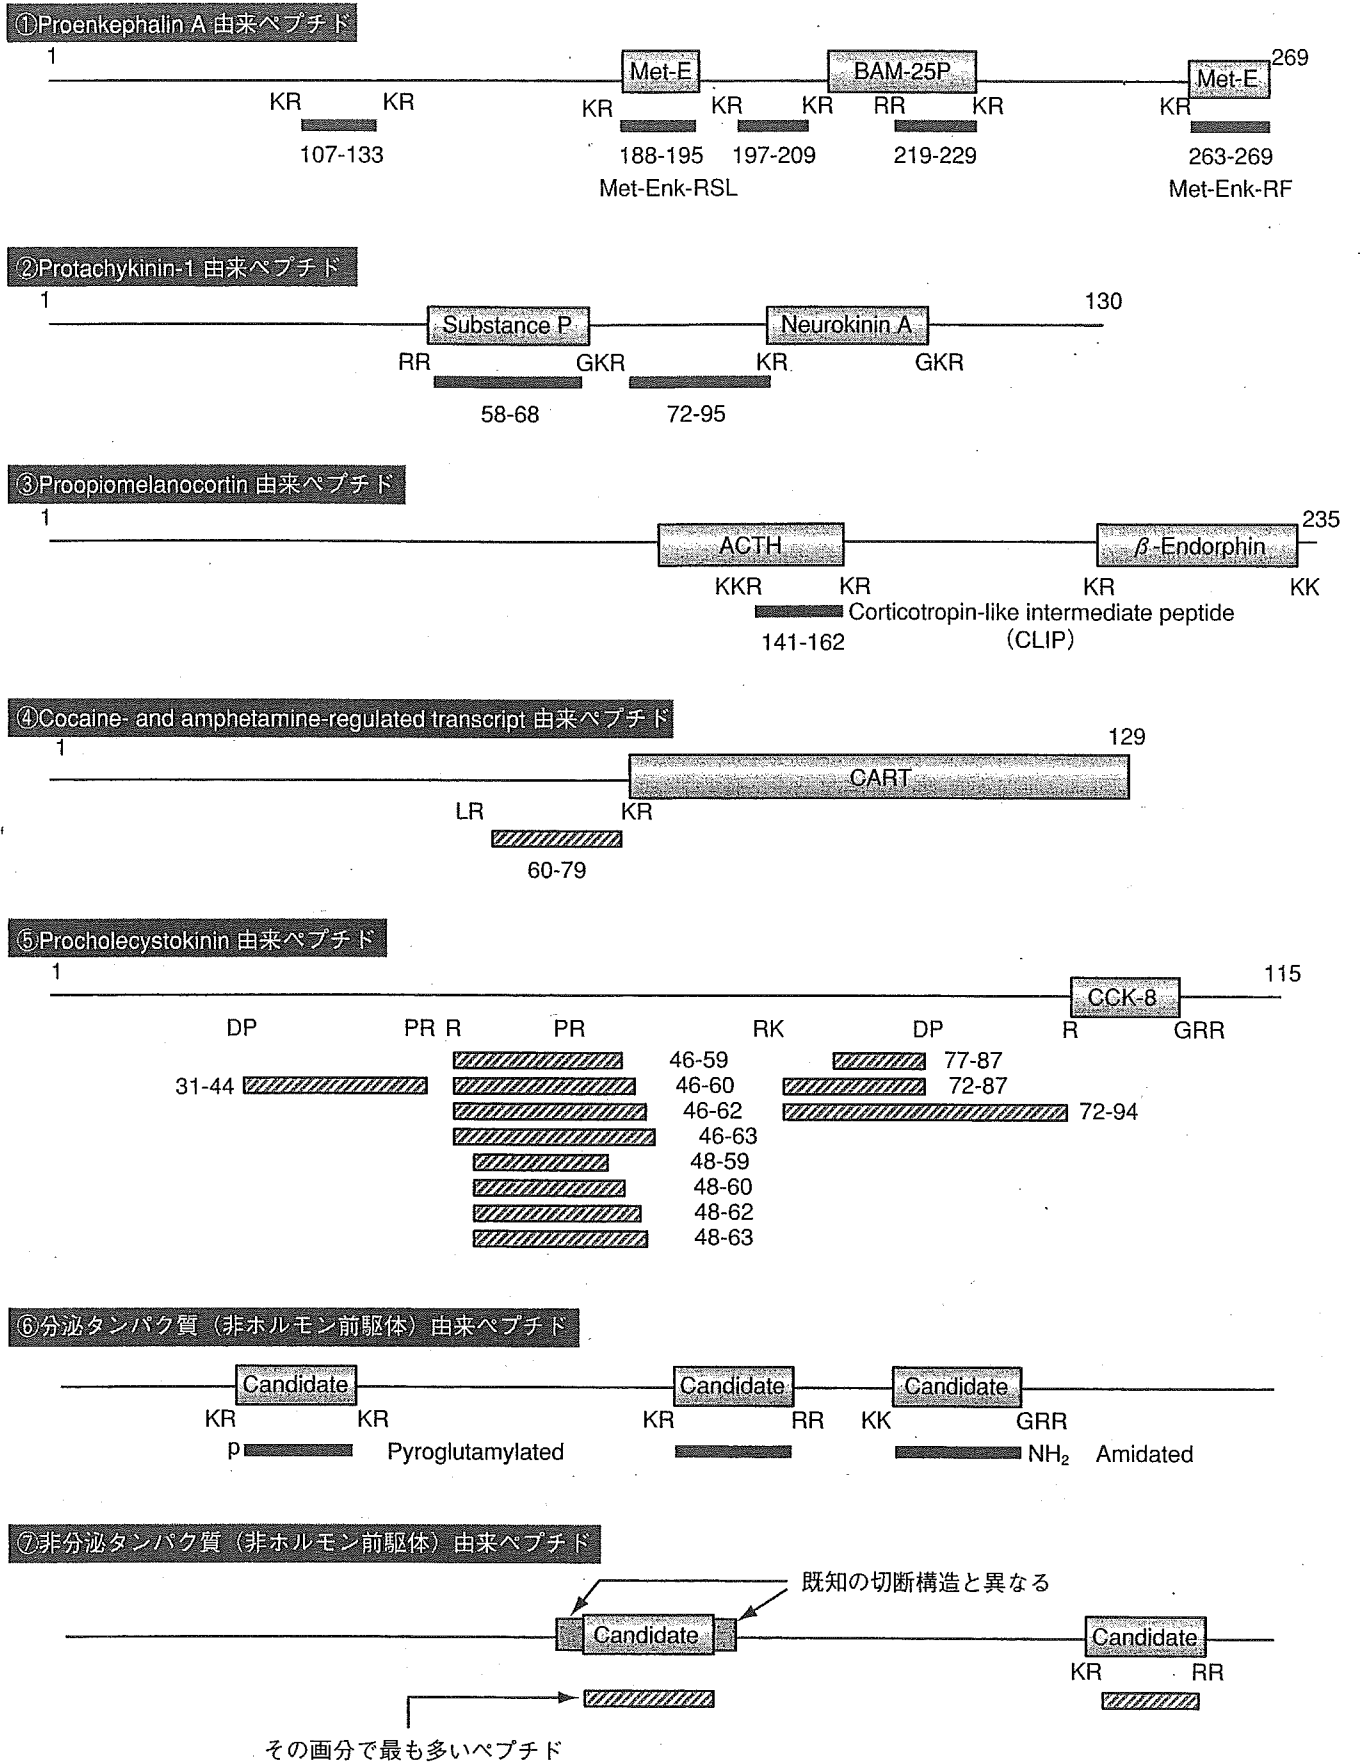 ①Proenkephalin A 由来ペプチド
1
269
Met-E
BAM-25P
Met-E
KR KR KR KR KR RR KR KR
107-133 188-195 197-209 219-229 263-269
Met-Enk-RSL Met-Enk-RF
②Protachykinin-1 由来ペプチド
1 130
Substance P Neurokinin A
RR GKR KR GKR
58-68 72-95
③Proopiomelanocortin 由来ペプチド
1 235
ACTH β-Endorphin
KKR KR KR KK
Corticotropin-like intermediate peptide
141-162 (CLIP)
④Cocaine- and amphetamine-regulated transcript 由来ペプチド
1 129
CART
LR KR
60-79
⑤Procholecystokinin 由来ペプチド
1 115
CCK-8
DP PR R PR RK DP R GRR
46-59 77-87
31-44 46-60 72-87
46-62 72-94
46-63
48-59
48-60
48-62
48-63
⑥分泌タンパク質（非ホルモン前駆体）由来ペプチド
Candidate Candidate Candidate
KR KR KR RR KK GRR
p Pyroglutamylated NH₂ Amidated
⑦非分泌タンパク質（非ホルモン前駆体）由来ペプチド
既知の切断構造と異なる
Candidate Candidate
KR RR
その画分で最も多いペプチド